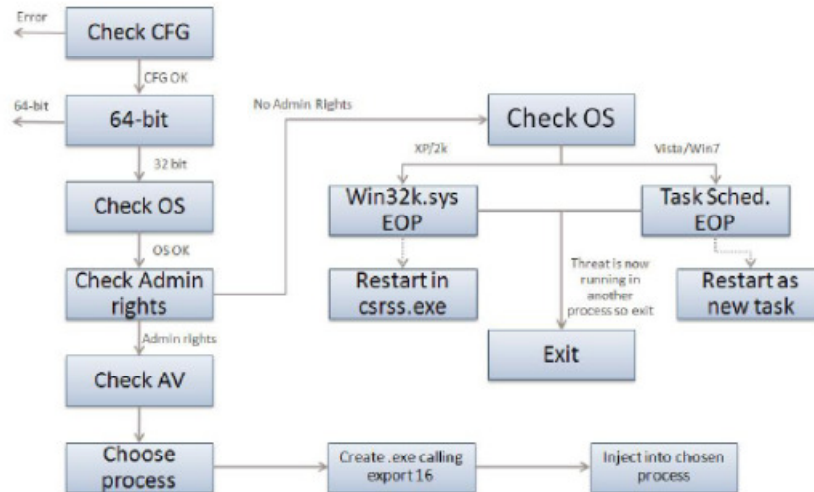 Error
Check CFG
CFG OK
64-bit
64-bit
32 bit
Check OS
OS OK
Check Admin
rights
Admin rights
Check AV
Choose
process
No Admin Rights
Check OS
XP/2k
Vista/Win7
Win32k.sys
EOP
Task Sched.
EOP
Restart in
csrss.exe
Threat is now
running in
another
process so exit
Restart as
new task
Exit
Create .exe calling
export 16
Inject into chosen
process